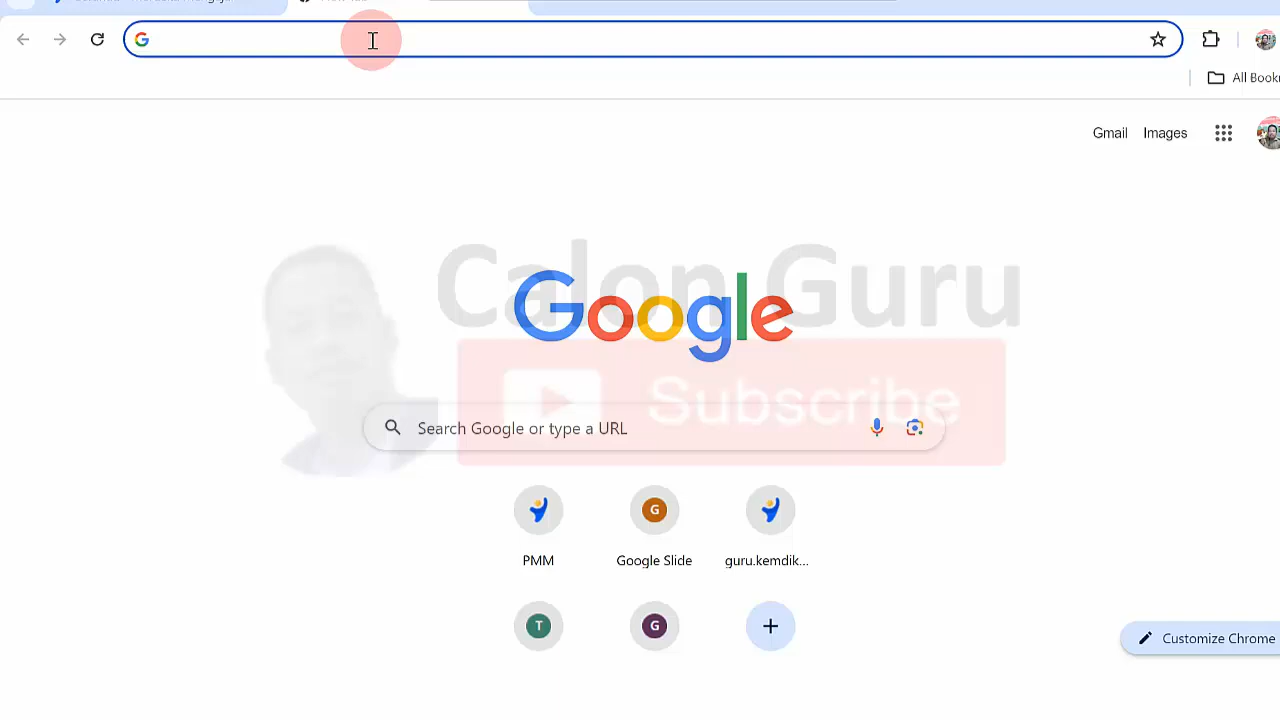 All Book
Gmail Images
Calon Guru
Google
Subscribe
Search Google or type a URL
G
PMM Google Slide guru.kemdik...
T G
Customize Chrome